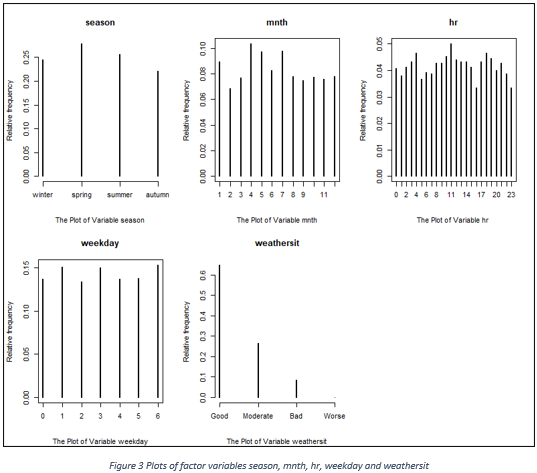 season
Relative frequency
0.00 0.05 0.10 0.15 0.20 0.25
winter spring summer autumn
The Plot of Variable season
mnth
Relative frequency
0.00 0.02 0.04 0.06 0.08 0.10
1 2 3 4 5 6 7 8 9 11
The Plot of Variable mnth
hr
Relative frequency
0.00 0.01 0.02 0.03 0.04 0.05
0 2 4 6 8 11 14 17 20 23
The Plot of Variable hr
weekday
Relative frequency
0.00 0.05 0.10 0.15
0 1 2 3 4 5 6
The Plot of Variable weekday
weathersit
Relative frequency
0.0 0.1 0.2 0.3 0.4 0.5 0.6
Good Moderate Bad Worse
The Plot of Variable weathersit
Figure 3 Plots of factor variables season, mnth, hr, weekday and weathersit